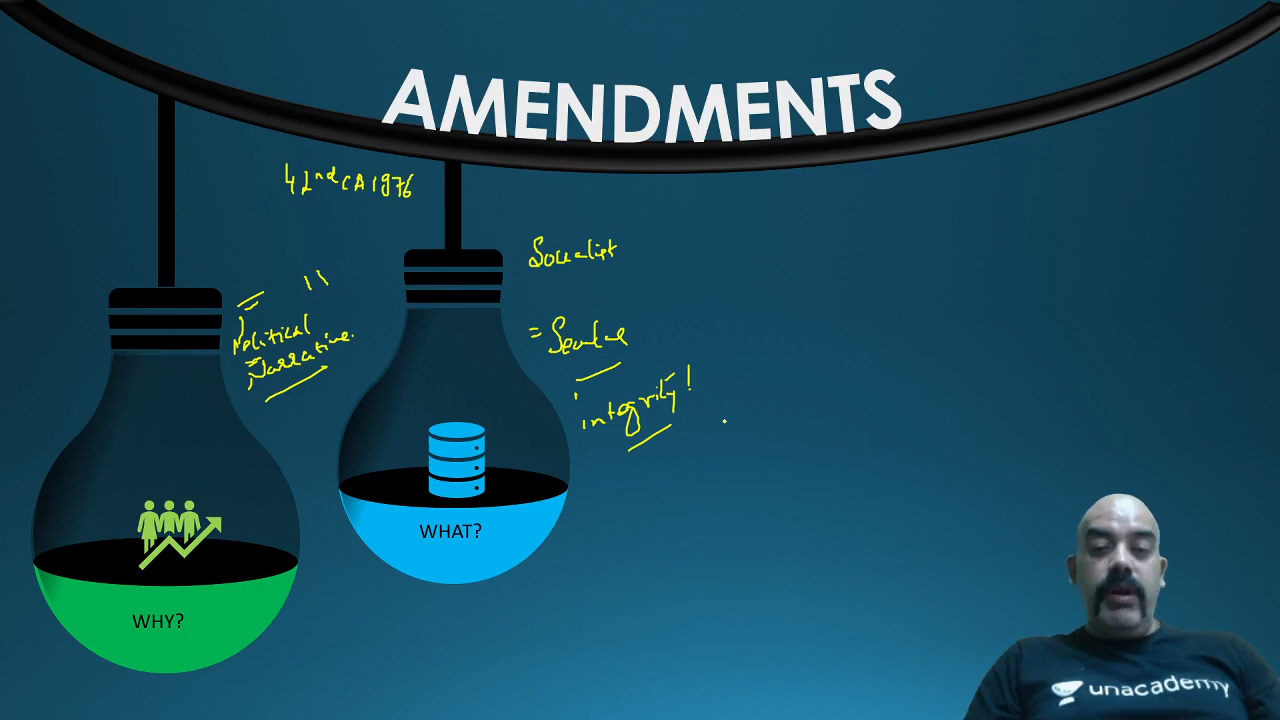 AMENDMENTS
42nd CA 1976
Socialist
= Secular
Political
Narrative.
integrity!
WHAT?
WHY?
unacademy